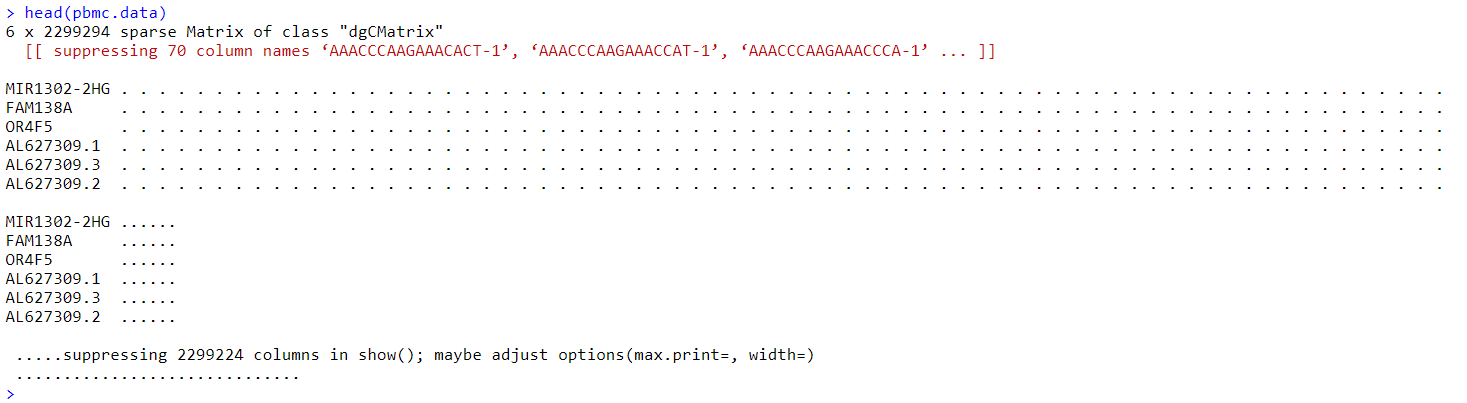 > head(pbmc.data)
6 x 2299294 sparse Matrix of class "dgCMatrix"
  [[ suppressing 70 column names ‘AAACCCAAGAAACACT-1’, ‘AAACCCAAGAAACCAT-1’, ‘AAACCCAAGAAACCCA-1’ ... ]]
MIR1302-2HG . . . . . . . . . . . . . . . . . . . . . . . . . . . . . . . . . . . . . . . . . . . . . . . . . . . . . . . . . . . . . . . . . . . . . .
FAM138A     . . . . . . . . . . . . . . . . . . . . . . . . . . . . . . . . . . . . . . . . . . . . . . . . . . . . . . . . . . . . . . . . . . . . . .
OR4F5       . . . . . . . . . . . . . . . . . . . . . . . . . . . . . . . . . . . . . . . . . . . . . . . . . . . . . . . . . . . . . . . . . . . . . .
AL627309.1  . . . . . . . . . . . . . . . . . . . . . . . . . . . . . . . . . . . . . . . . . . . . . . . . . . . . . . . . . . . . . . . . . . . . . .
AL627309.3  . . . . . . . . . . . . . . . . . . . . . . . . . . . . . . . . . . . . . . . . . . . . . . . . . . . . . . . . . . . . . . . . . . . . . .
AL627309.2  . . . . . . . . . . . . . . . . . . . . . . . . . . . . . . . . . . . . . . . . . . . . . . . . . . . . . . . . . . . . . . . . . . . . . .
MIR1302-2HG ......
FAM138A     ......
OR4F5       ......
AL627309.1  ......
AL627309.3  ......
AL627309.2  ......
 .....suppressing 2299224 columns in show(); maybe adjust options(max.print=, width=)
 ..............................
>